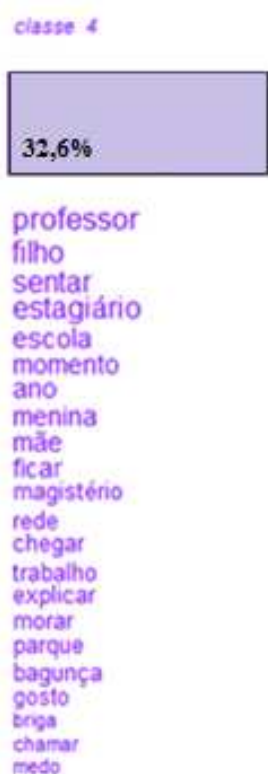 classe 4
32,6%
professor
filho
sentar
estagiário
escola
momento
ano
menina
mãe
ficar
magistério
rede
chegar
trabalho
explicar
morar
parque
bagunça
gosto
briga
chamar
medo